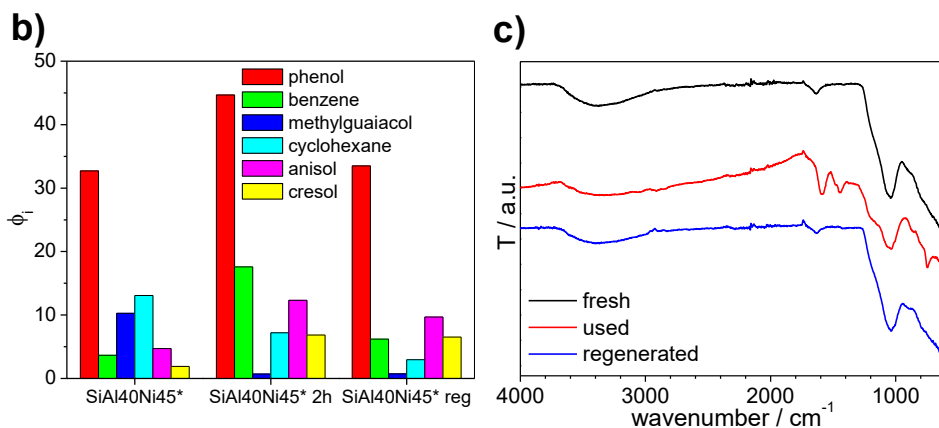 b)
50
40
30
20
10
0
ϕi
phenol
benzene
methylguaiacol
cyclohexane
anisol
cresol
SiAl40Ni45*
SiAl40Ni45* 2h
SiAl40Ni45* reg
c)
T / a.u.
fresh
used
regenerated
4000
3000
2000
1000
wavenumber / cm⁻¹